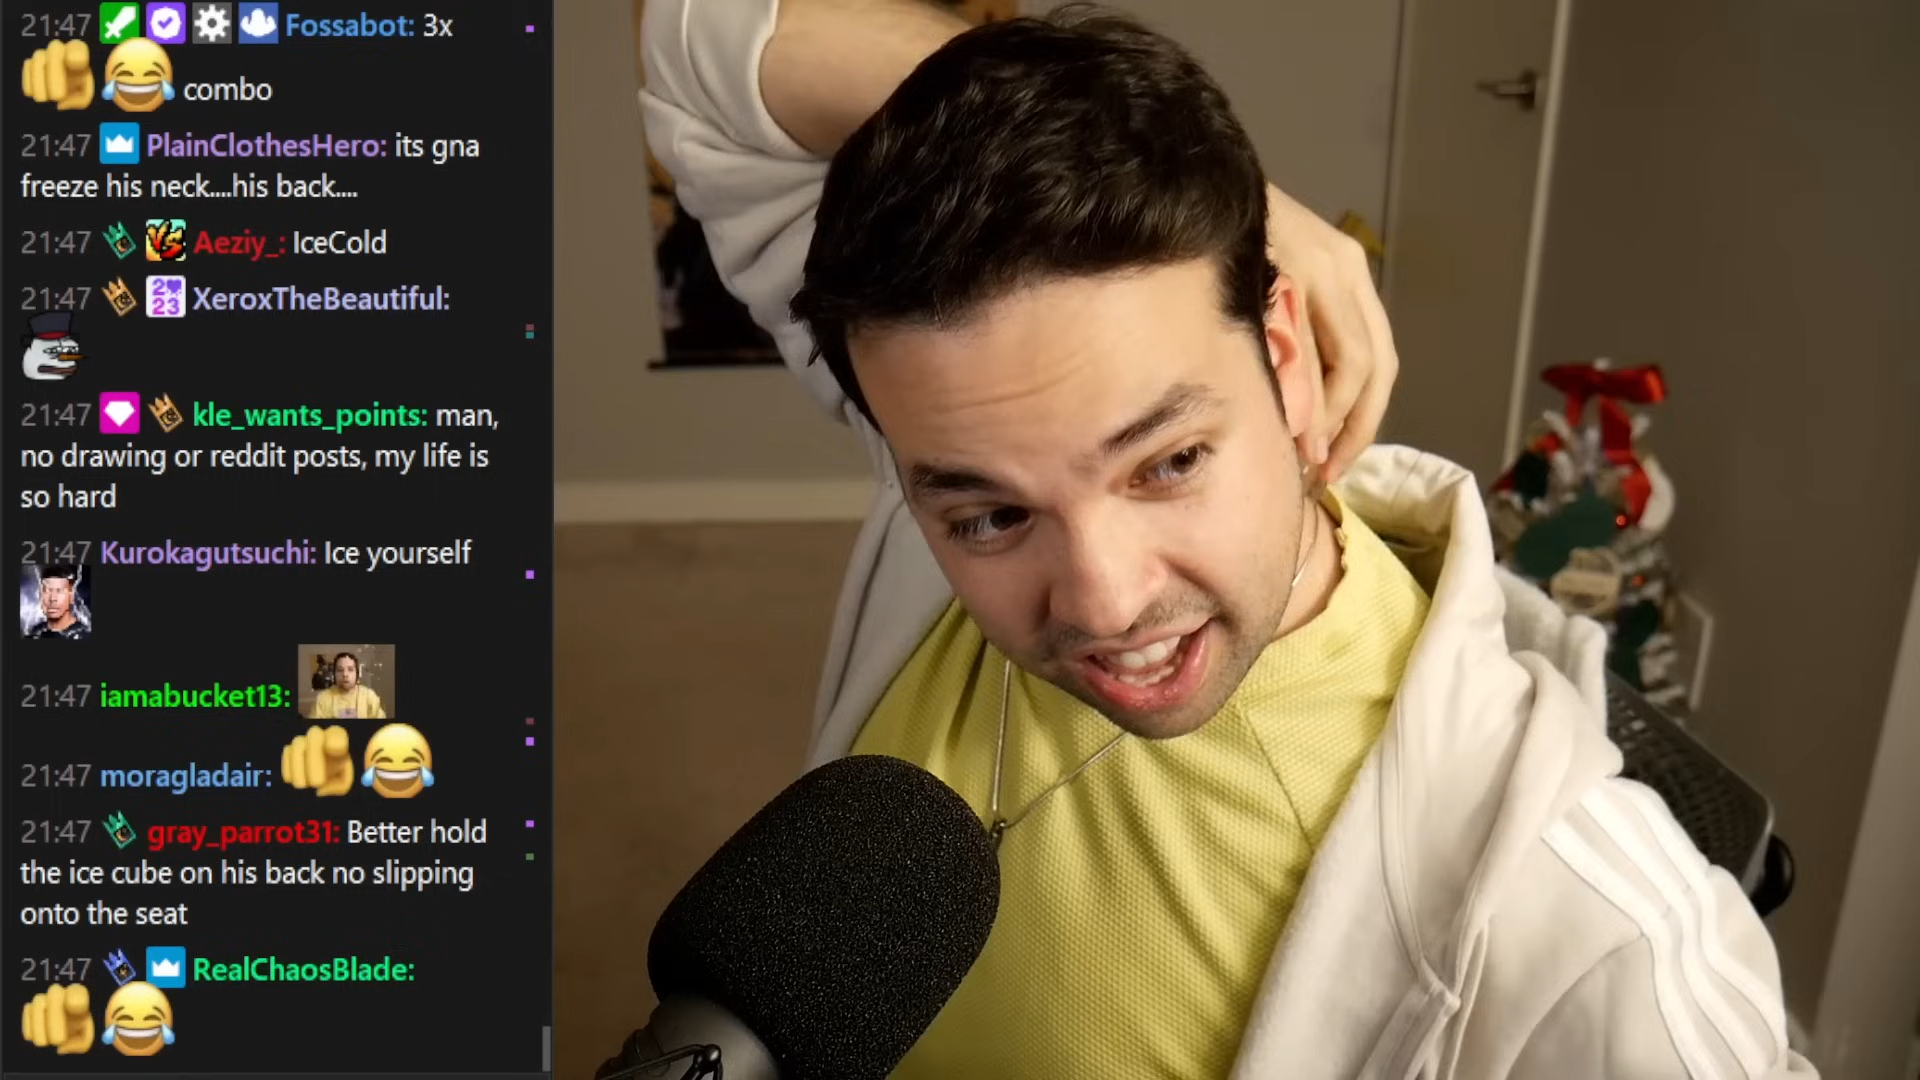 21:47 Fossabot: 3x
combo
21:47 PlainClothesHero: its gna
freeze his neck....his back....
21:47 VS Aeziy_: IceCold
21:47 2023 XeroxTheBeautiful:
21:47 kle_wants_points: man,
no drawing or reddit posts, my life is
so hard
21:47 Kurokagutsuchi: Ice yourself
21:47 iamabucket13:
21:47 moragladair:
21:47 gray_parrot31: Better hold
the ice cube on his back no slipping
onto the seat
21:47 RealChaosBlade: